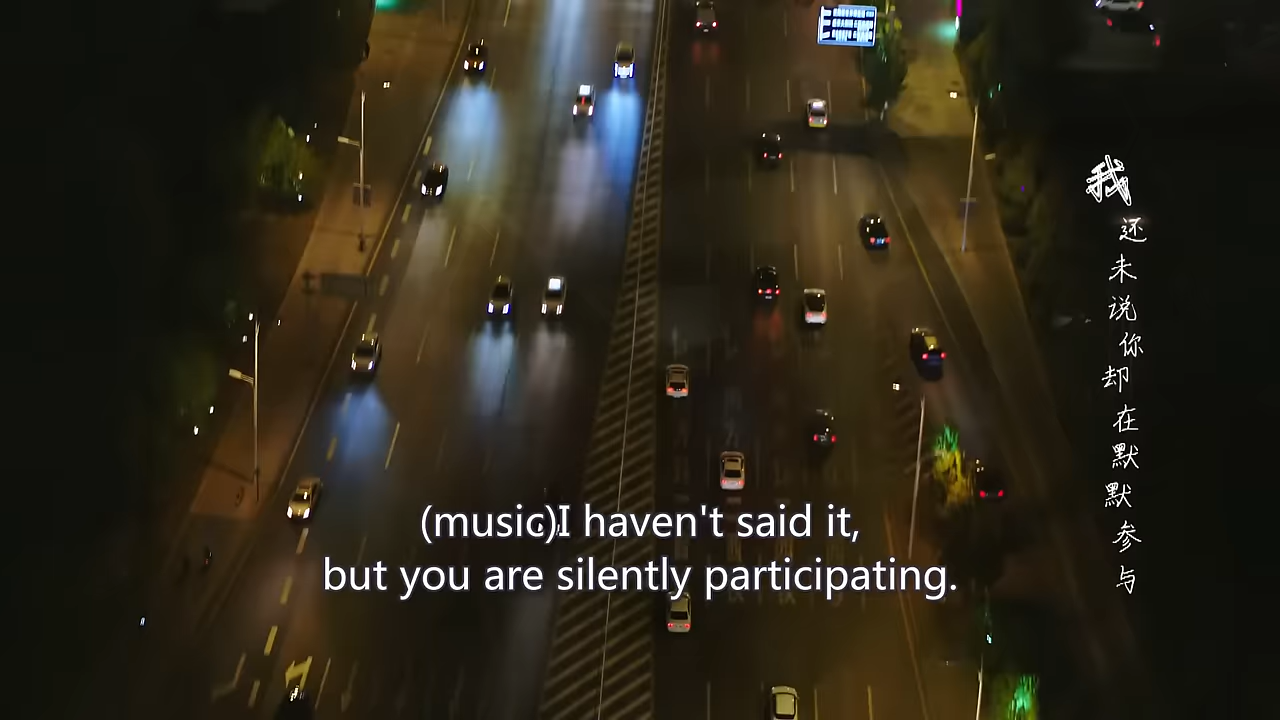 我还未说你却在默默参与
(music)I haven't said it,
but you are silently participating.